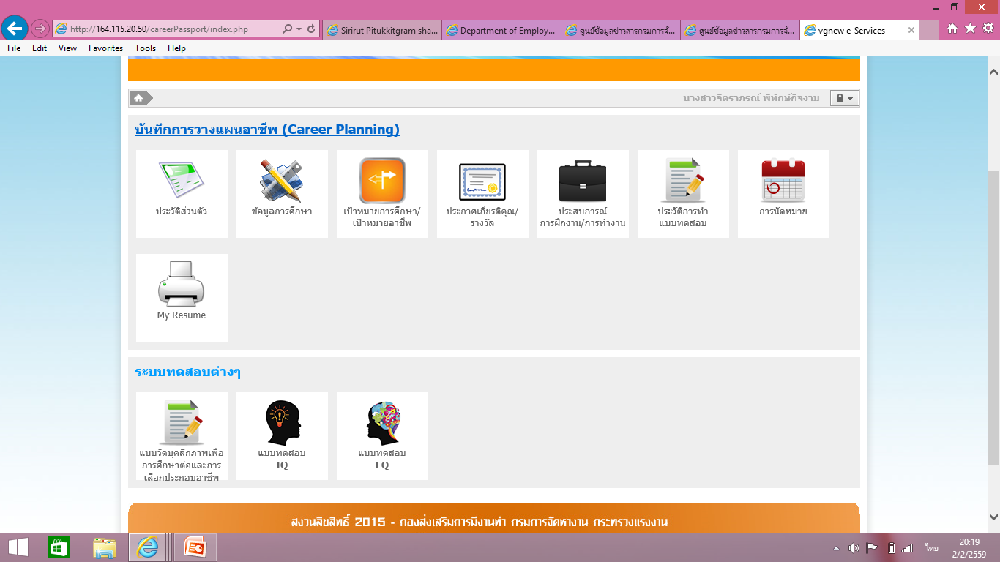 http://164.115.20.50/careerPassport/index.php
Sirirut Pitukkitgram sha...
Department of Employ...
ศูนย์ข้อมูลข่าวสารกรมการจั...
ศูนย์ข้อมูลข่าวสารกรมการจั...
vgnew e-Services
File Edit View Favorites Tools Help
นางสาวจิตราภรณ์ พิทักษ์กิจงาม
บันทึกการวางแผนอาชีพ (Career Planning)
ประวัติส่วนตัว
ข้อมูลการศึกษา
เป้าหมายการศึกษา/
เป้าหมายอาชีพ
ประกาศเกียรติคุณ/
รางวัล
ประสบการณ์
การฝึกงาน/การทำงาน
ประวัติการทำ
แบบทดสอบ
การนัดหมาย
My Resume
ระบบทดสอบต่างๆ
แบบวัดบุคลิกภาพเพื่อ
การศึกษาต่อและการ
เลือกประกอบอาชีพ
แบบทดสอบ
IQ
แบบทดสอบ
EQ
สงวนลิขสิทธิ์ 2015 - กองส่งเสริมการมีงานทำ กรมการจัดหางาน กระทรวงแรงงาน
ไทย
20:19
2/2/2559